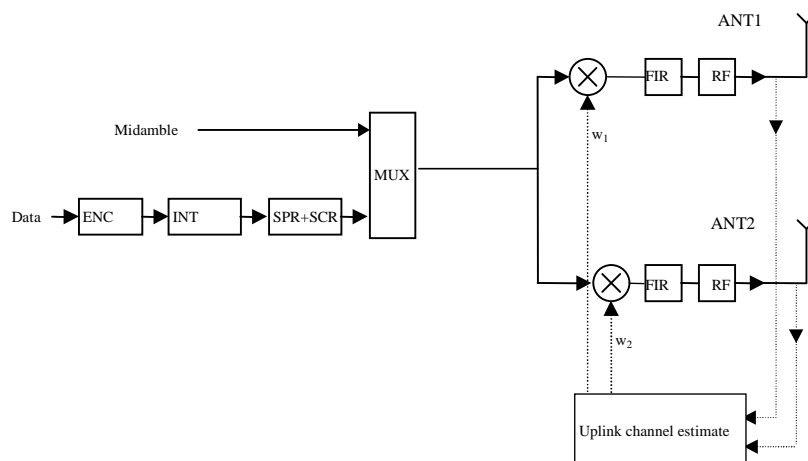 ANT1
FIR
RF
Midamble
w1
MUX
Data
ENC
INT
SPR+SCR
ANT2
FIR
RF
w2
Uplink channel estimate